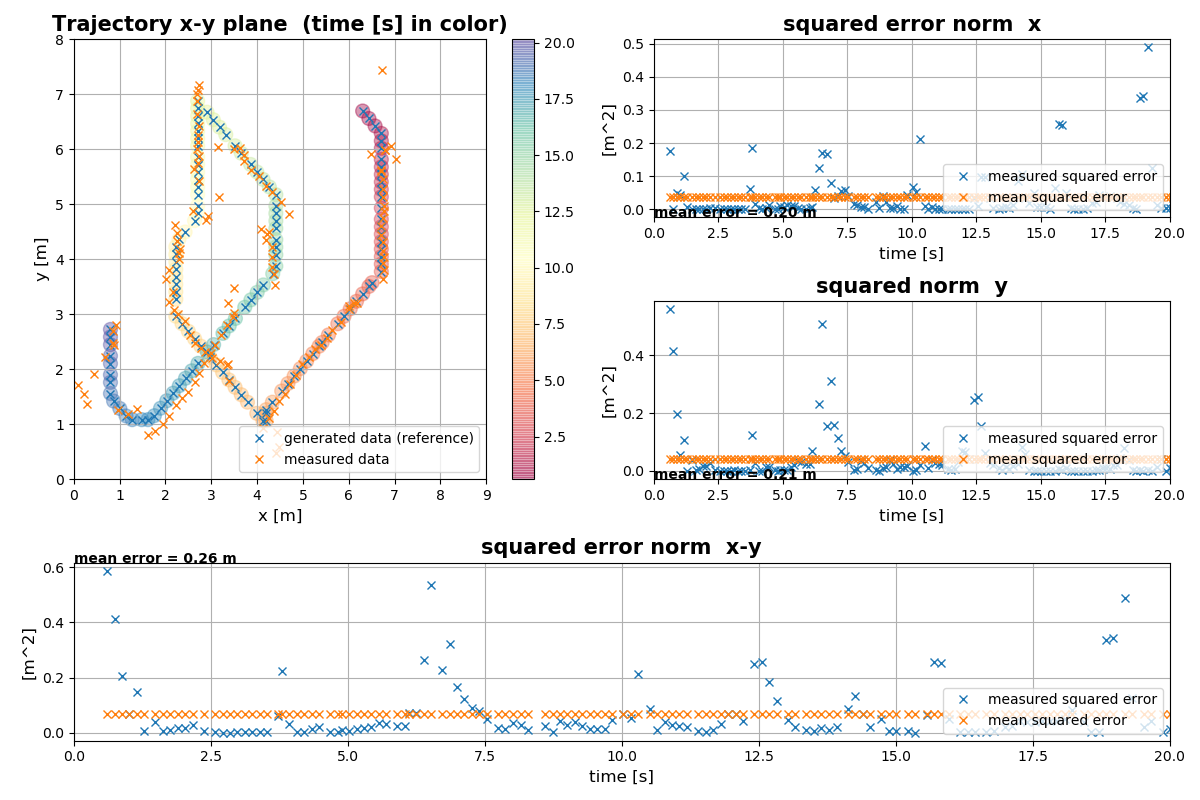 Trajectory x-y plane  (time [s] in color)
8
7
6
5
4
3
2
1
0
y [m]
0 1 2 3 4 5 6 7 8 9
x [m]
generated data (reference)
measured data
20.0
17.5
15.0
12.5
10.0
7.5
5.0
2.5
squared error norm  x
0.5
0.4
0.3
0.2
0.1
0.0
[m^2]
measured squared error
mean squared error
mean error = 0.20 m
0.0 2.5 5.0 7.5 10.0 12.5 15.0 17.5 20.0
time [s]
squared norm  y
0.4
0.2
0.0
[m^2]
measured squared error
mean squared error
mean error = 0.21 m
0.0 2.5 5.0 7.5 10.0 12.5 15.0 17.5 20.0
time [s]
squared error norm  x-y
mean error = 0.26 m
0.6
0.4
0.2
0.0
[m^2]
measured squared error
mean squared error
0.0 2.5 5.0 7.5 10.0 12.5 15.0 17.5 20.0
time [s]